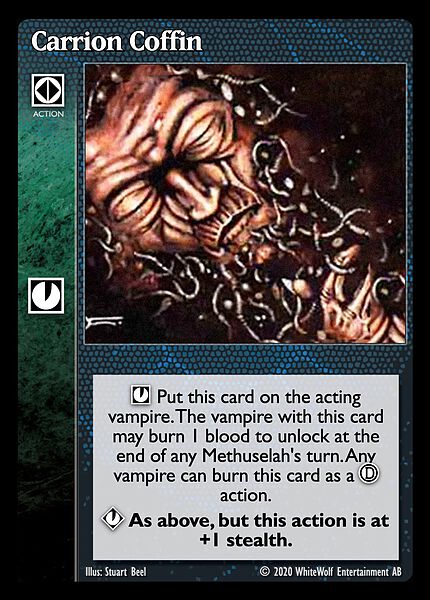 Carrion Coffin
ACTION
Put this card on the acting
vampire. The vampire with this card
may burn 1 blood to unlock at the
end of any Methuselah's turn. Any
vampire can burn this card as a Ⓓ
action.
As above, but this action is at
+1 stealth.
Illus: Stuart Beel
© 2020 WhiteWolf Entertainment AB